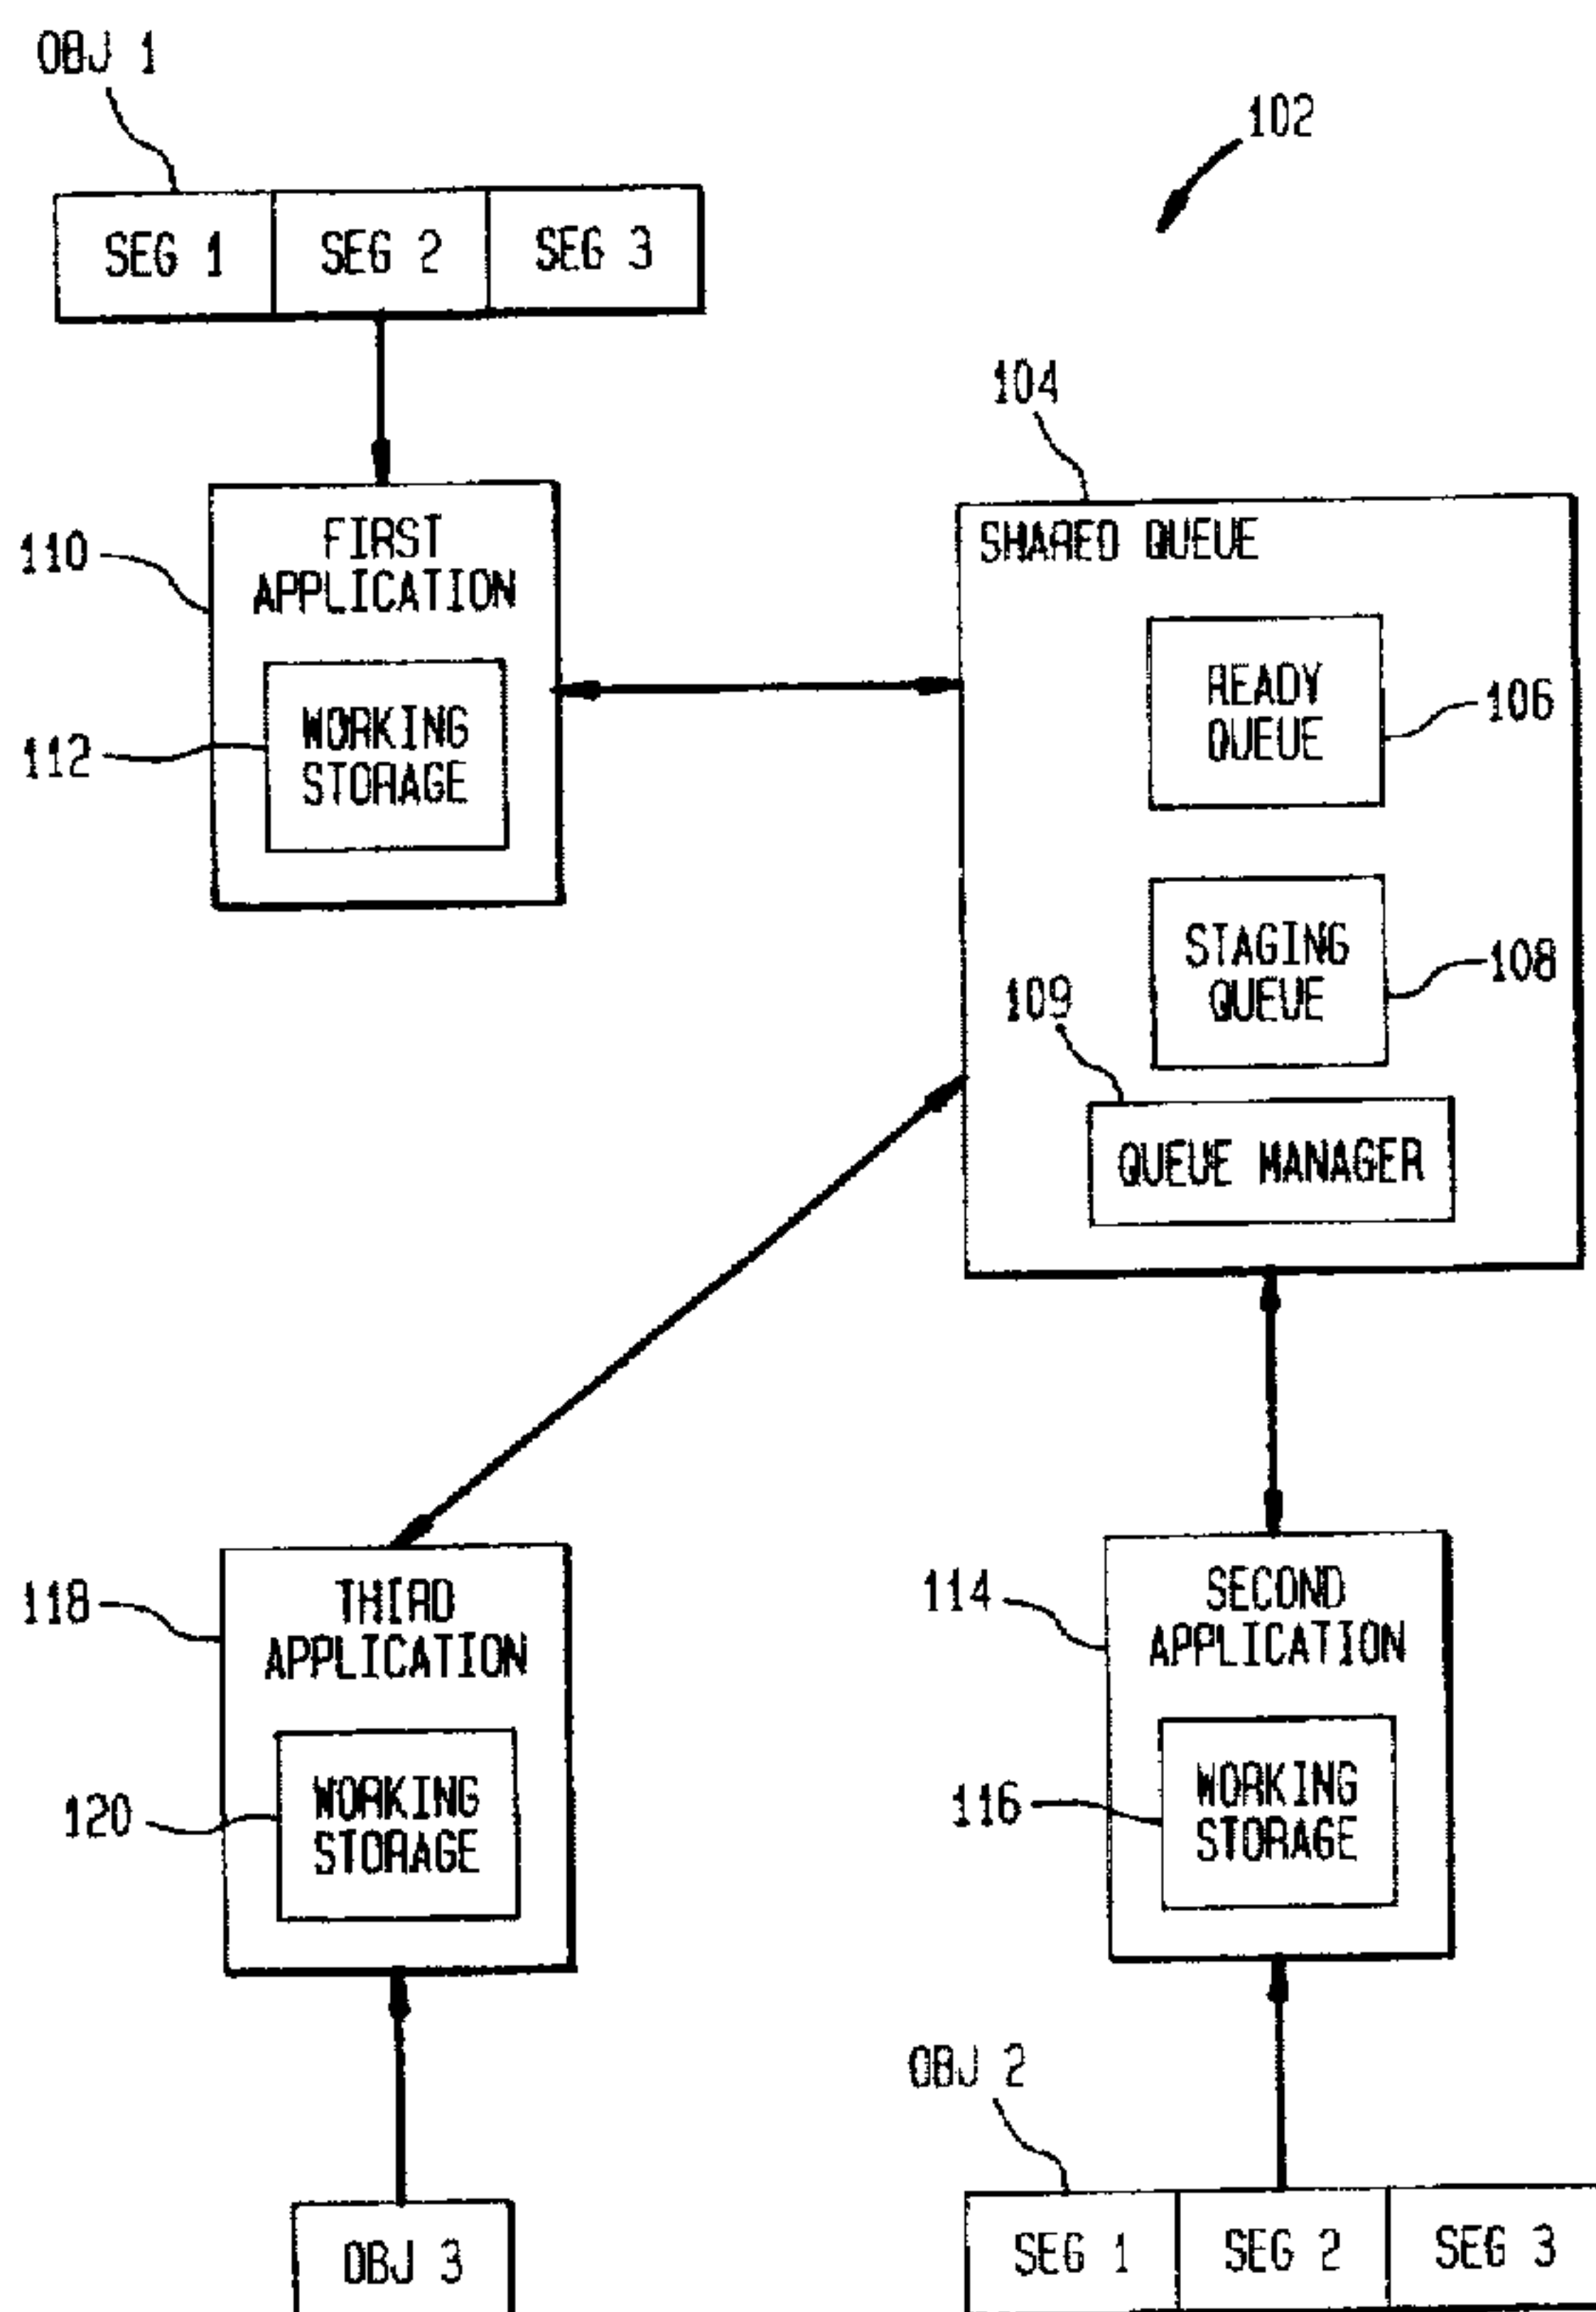 OBJ 1
102
SEG 1 SEG 2 SEG 3
104
SHARED QUEUE
110
FIRST
APPLICATION
READY
QUEUE
106
112
WORKING
STORAGE
STAGING
QUEUE
108
109
QUEUE MANAGER
118
THIRD
APPLICATION
114
SECOND
APPLICATION
120
WORKING
STORAGE
116
WORKING
STORAGE
OBJ 2
OBJ 3
SEG 1 SEG 2 SEG 3